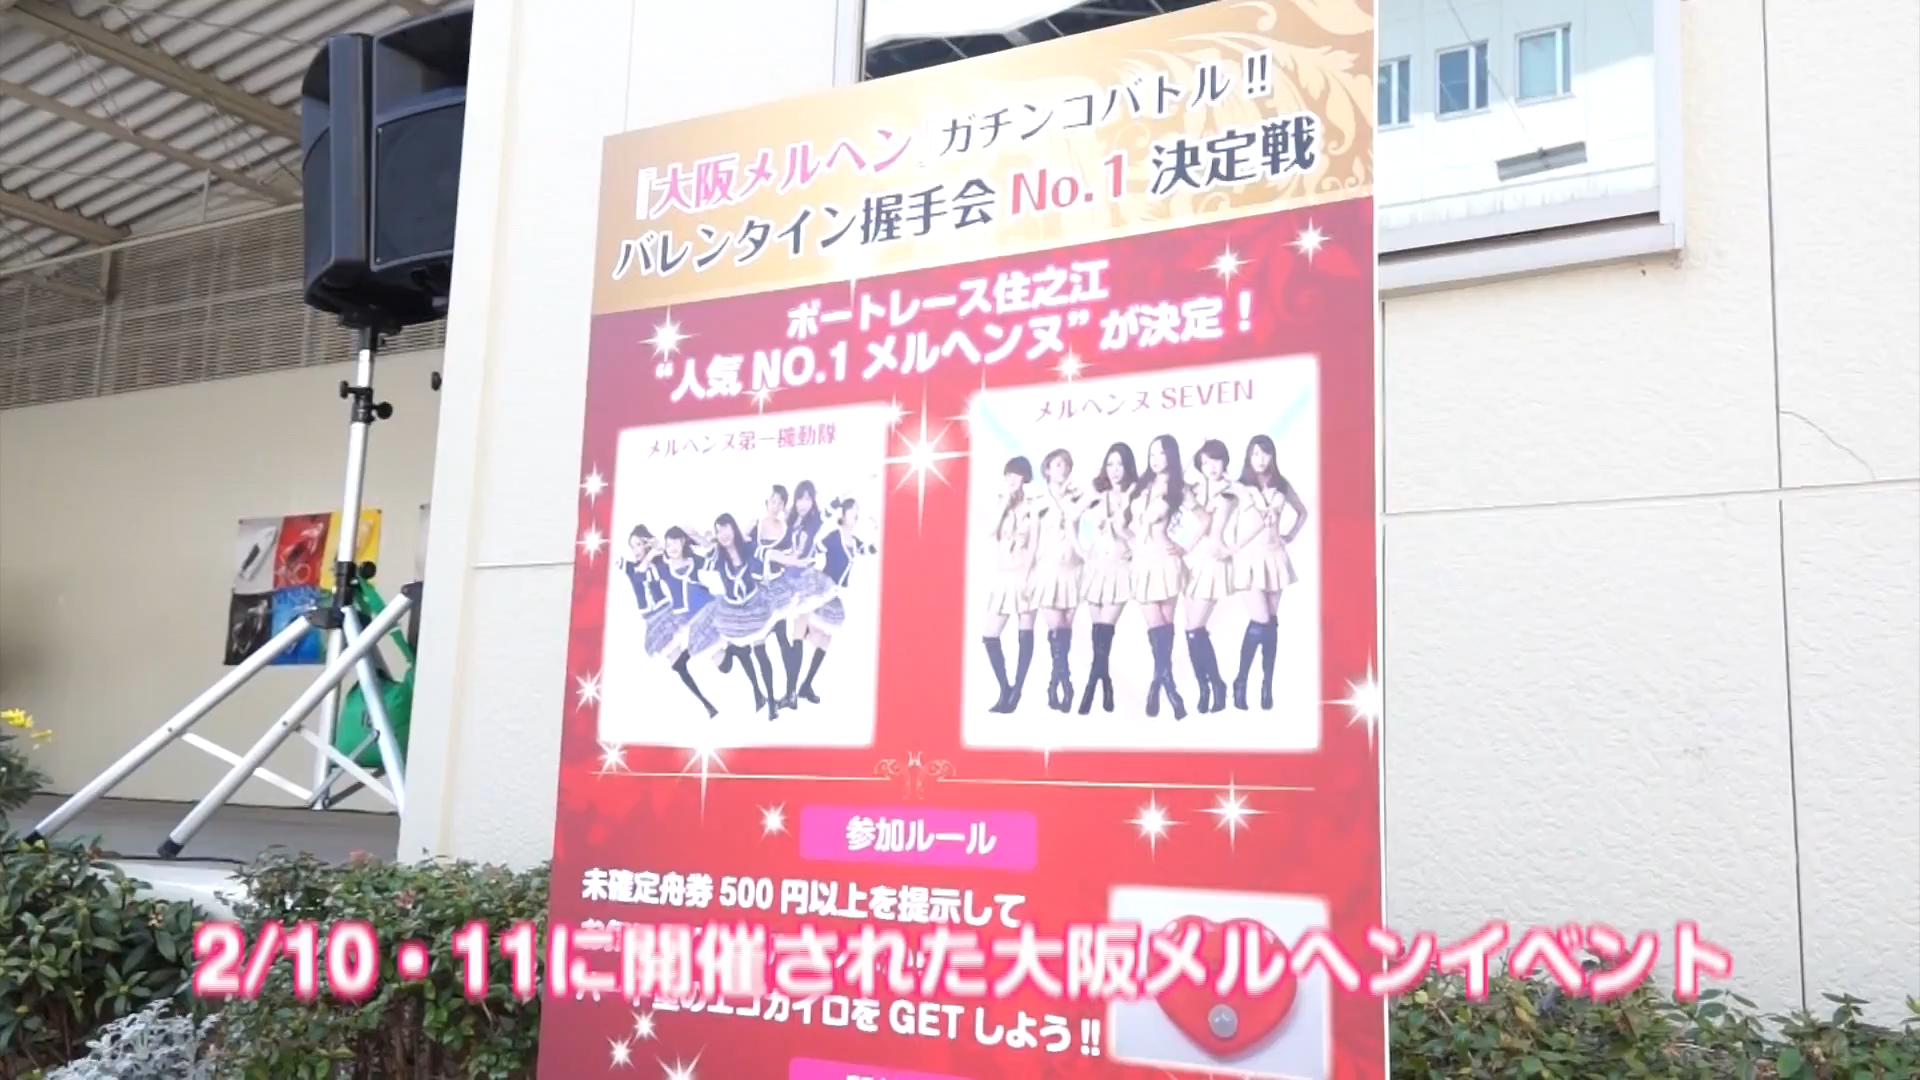 『大阪メルヘン』ガチンコバトル!!
バレンタイン握手会 No.1 決定戦
ボートレース住之江
“人気 NO.1 メルヘンヌ” が決定！
メルヘンヌ第一機動隊
メルヘンヌ SEVEN
参加ルール
未確定舟券 500 円以上を提示して
2/10・11に開催された大阪メルヘンイベント
ハート型のエコカイロを GET しよう!!